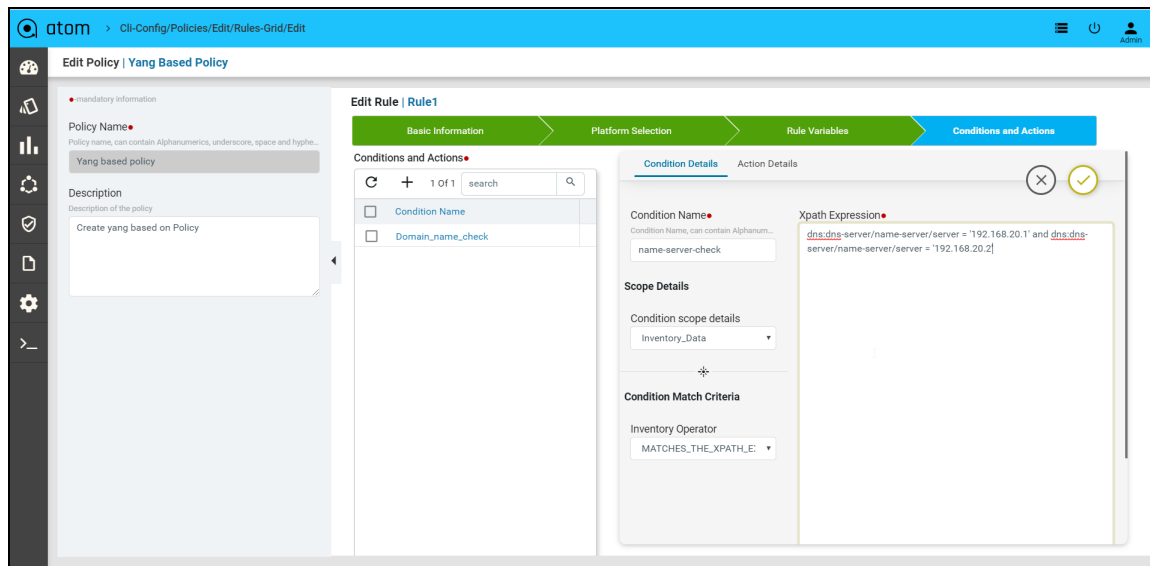 atom > Cli-Config/Policies/Edit/Rules-Grid/Edit
Admin
Edit Policy | Yang Based Policy
●-mandatory information
Policy Name●
Policy name, can contain Alphanumerics, underscore, space and hyphe...
Yang based policy
Description
Description of the policy
Create yang based on Policy
Edit Rule | Rule1
Basic Information
Platform Selection
Rule Variables
Conditions and Actions
Conditions and Actions●
1 Of 1
search
Condition Name
Domain_name_check
Condition Details
Action Details
Condition Name●
Condition Name, can contain Alphanum...
name-server-check
Scope Details
Condition scope details
Inventory_Data
Condition Match Criteria
Inventory Operator
MATCHES_THE_XPATH_E:
Xpath Expression●
dns:dns-server/name-server/server = '192.168.20.1' and dns:dns-
server/name-server/server = '192.168.20.2'